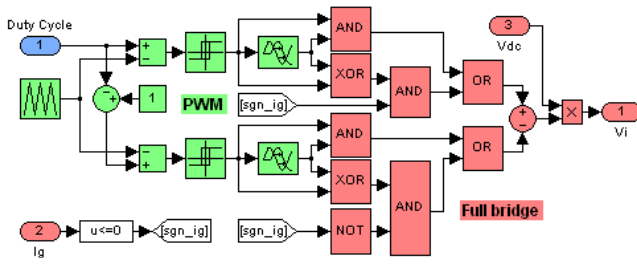 Duty Cycle
1
+
−
AND
3
Vdc
XOR
OR
−
+
1
PWM
[sgn_ig]
AND
+
−
X
1
Vi
−
+
AND
OR
XOR
AND
Full bridge
2
Ig
u<=0
[sgn_ig]
[sgn_ig]
NOT